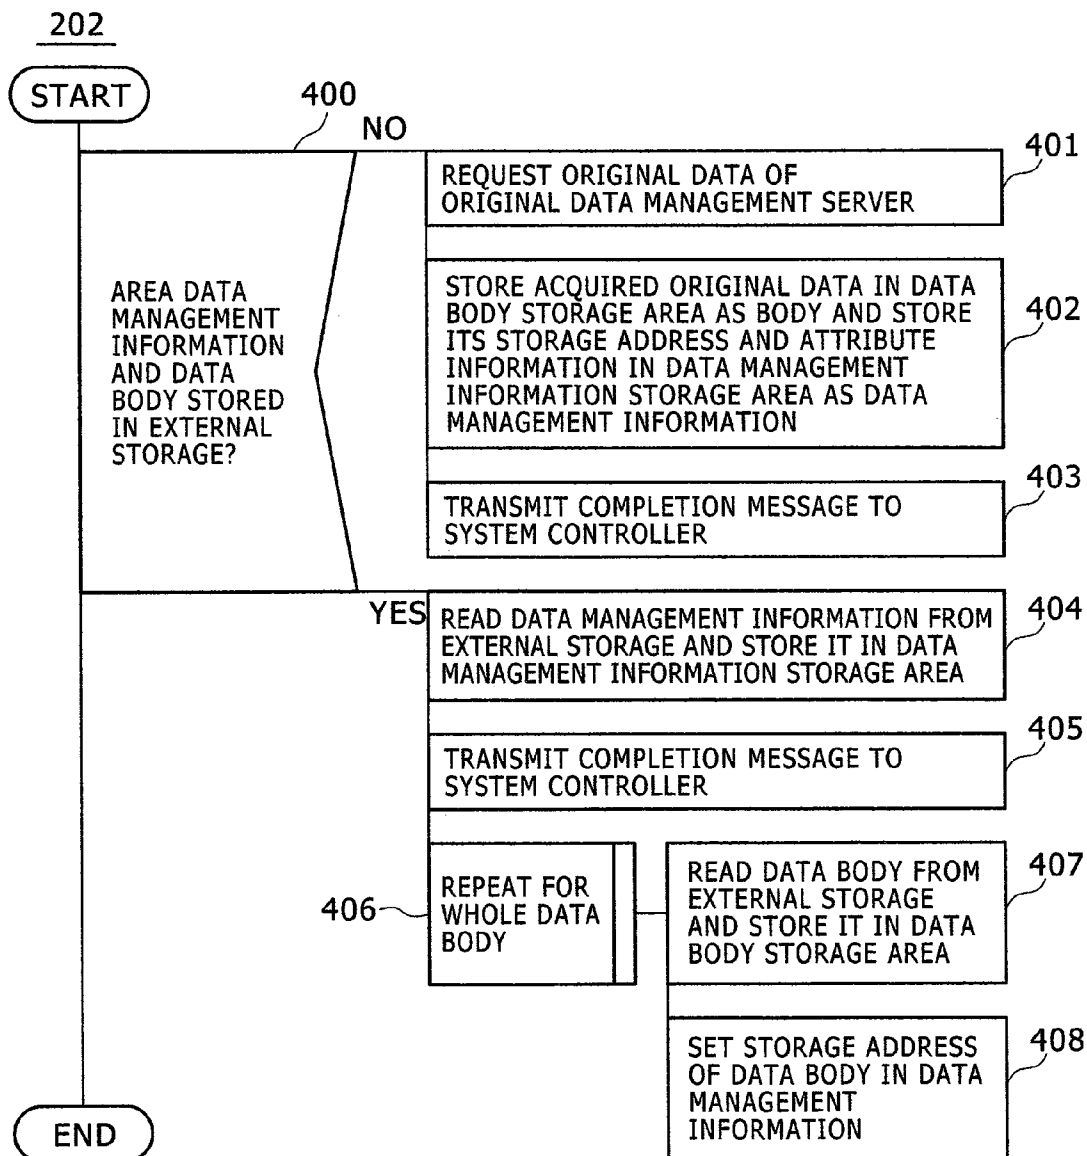 202
START
400
NO
401
REQUEST ORIGINAL DATA OF
ORIGINAL DATA MANAGEMENT SERVER
AREA DATA
MANAGEMENT
INFORMATION
AND DATA
BODY STORED
IN EXTERNAL
STORAGE?
STORE ACQUIRED ORIGINAL DATA IN DATA
BODY STORAGE AREA AS BODY AND STORE
ITS STORAGE ADDRESS AND ATTRIBUTE
INFORMATION IN DATA MANAGEMENT
INFORMATION STORAGE AREA AS DATA
MANAGEMENT INFORMATION
402
TRANSMIT COMPLETION MESSAGE TO
SYSTEM CONTROLLER
403
YES
READ DATA MANAGEMENT INFORMATION FROM
EXTERNAL STORAGE AND STORE IT IN DATA
MANAGEMENT INFORMATION STORAGE AREA
404
TRANSMIT COMPLETION MESSAGE TO
SYSTEM CONTROLLER
405
406
REPEAT FOR
WHOLE DATA
BODY
READ DATA BODY FROM
EXTERNAL STORAGE
AND STORE IT IN DATA
BODY STORAGE AREA
407
SET STORAGE ADDRESS
OF DATA BODY IN DATA
MANAGEMENT
INFORMATION
408
END